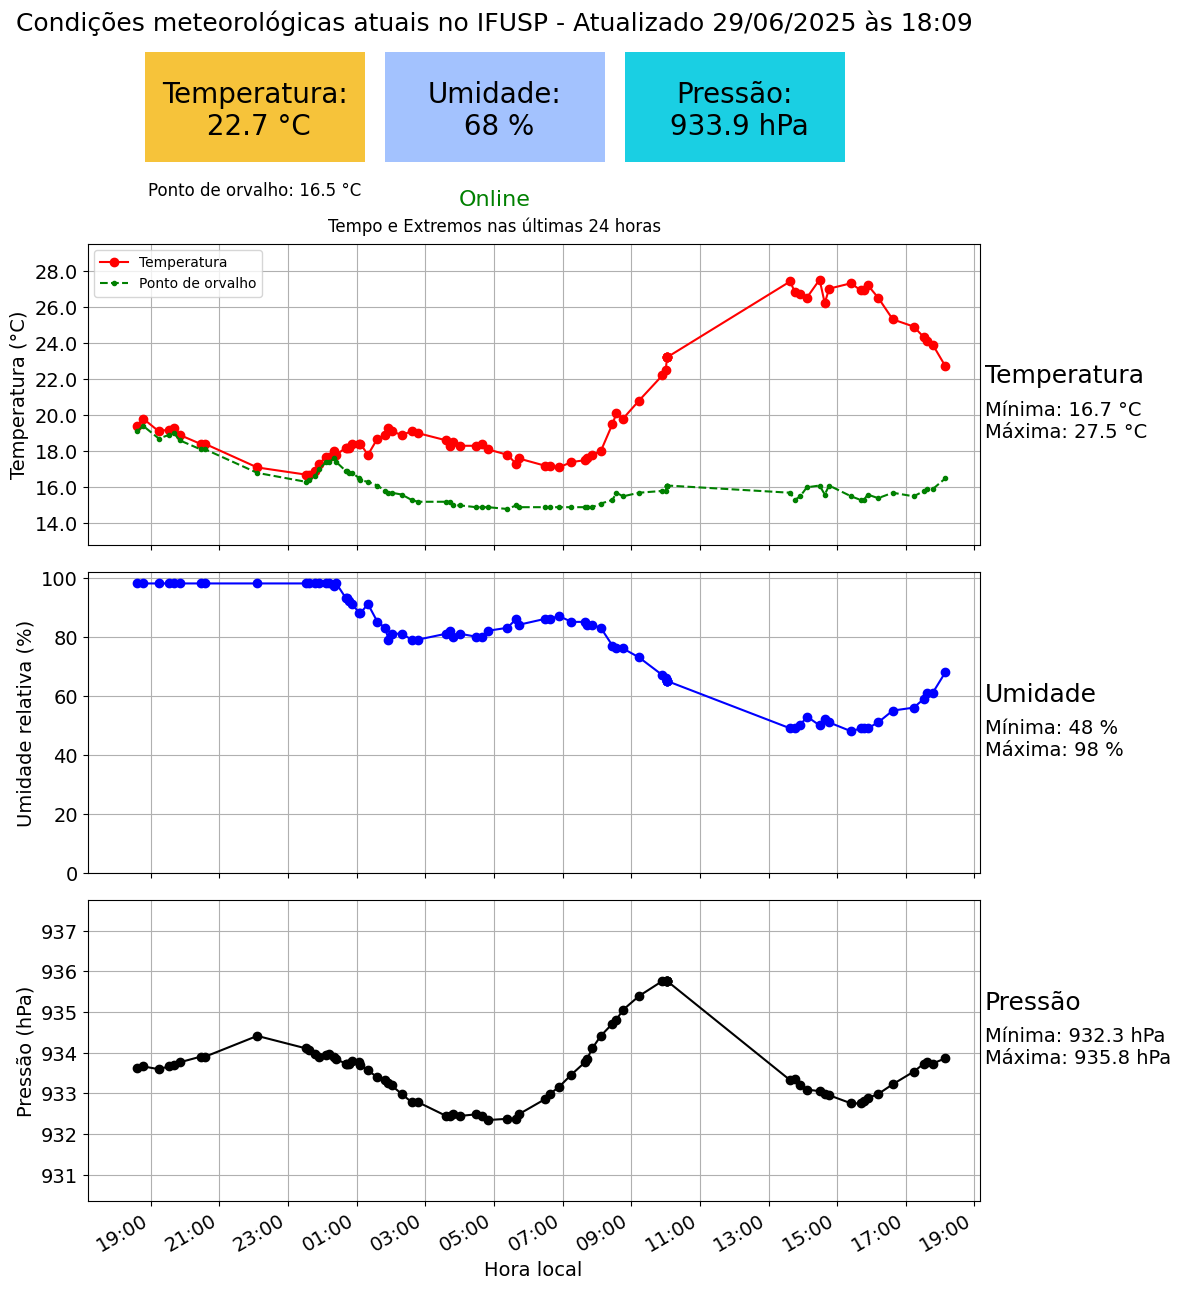 Condições meteorológicas atuais no IFUSP - Atualizado 29/06/2025 às 18:09
Temperatura:
22.7 °C
Umidade:
68 %
Pressão:
933.9 hPa
Ponto de orvalho: 16.5 °C
Online
Tempo e Extremos nas últimas 24 horas
Temperatura
Ponto de orvalho
Temperatura (°C)
28.0
26.0
24.0
22.0
20.0
18.0
16.0
14.0
Temperatura
Mínima: 16.7 °C
Máxima: 27.5 °C
Umidade relativa (%)
100
80
60
40
20
0
Umidade
Mínima: 48 %
Máxima: 98 %
Pressão (hPa)
937
936
935
934
933
932
931
Pressão
Mínima: 932.3 hPa
Máxima: 935.8 hPa
19:00
21:00
23:00
01:00
03:00
05:00
07:00
09:00
11:00
13:00
15:00
17:00
19:00
Hora local